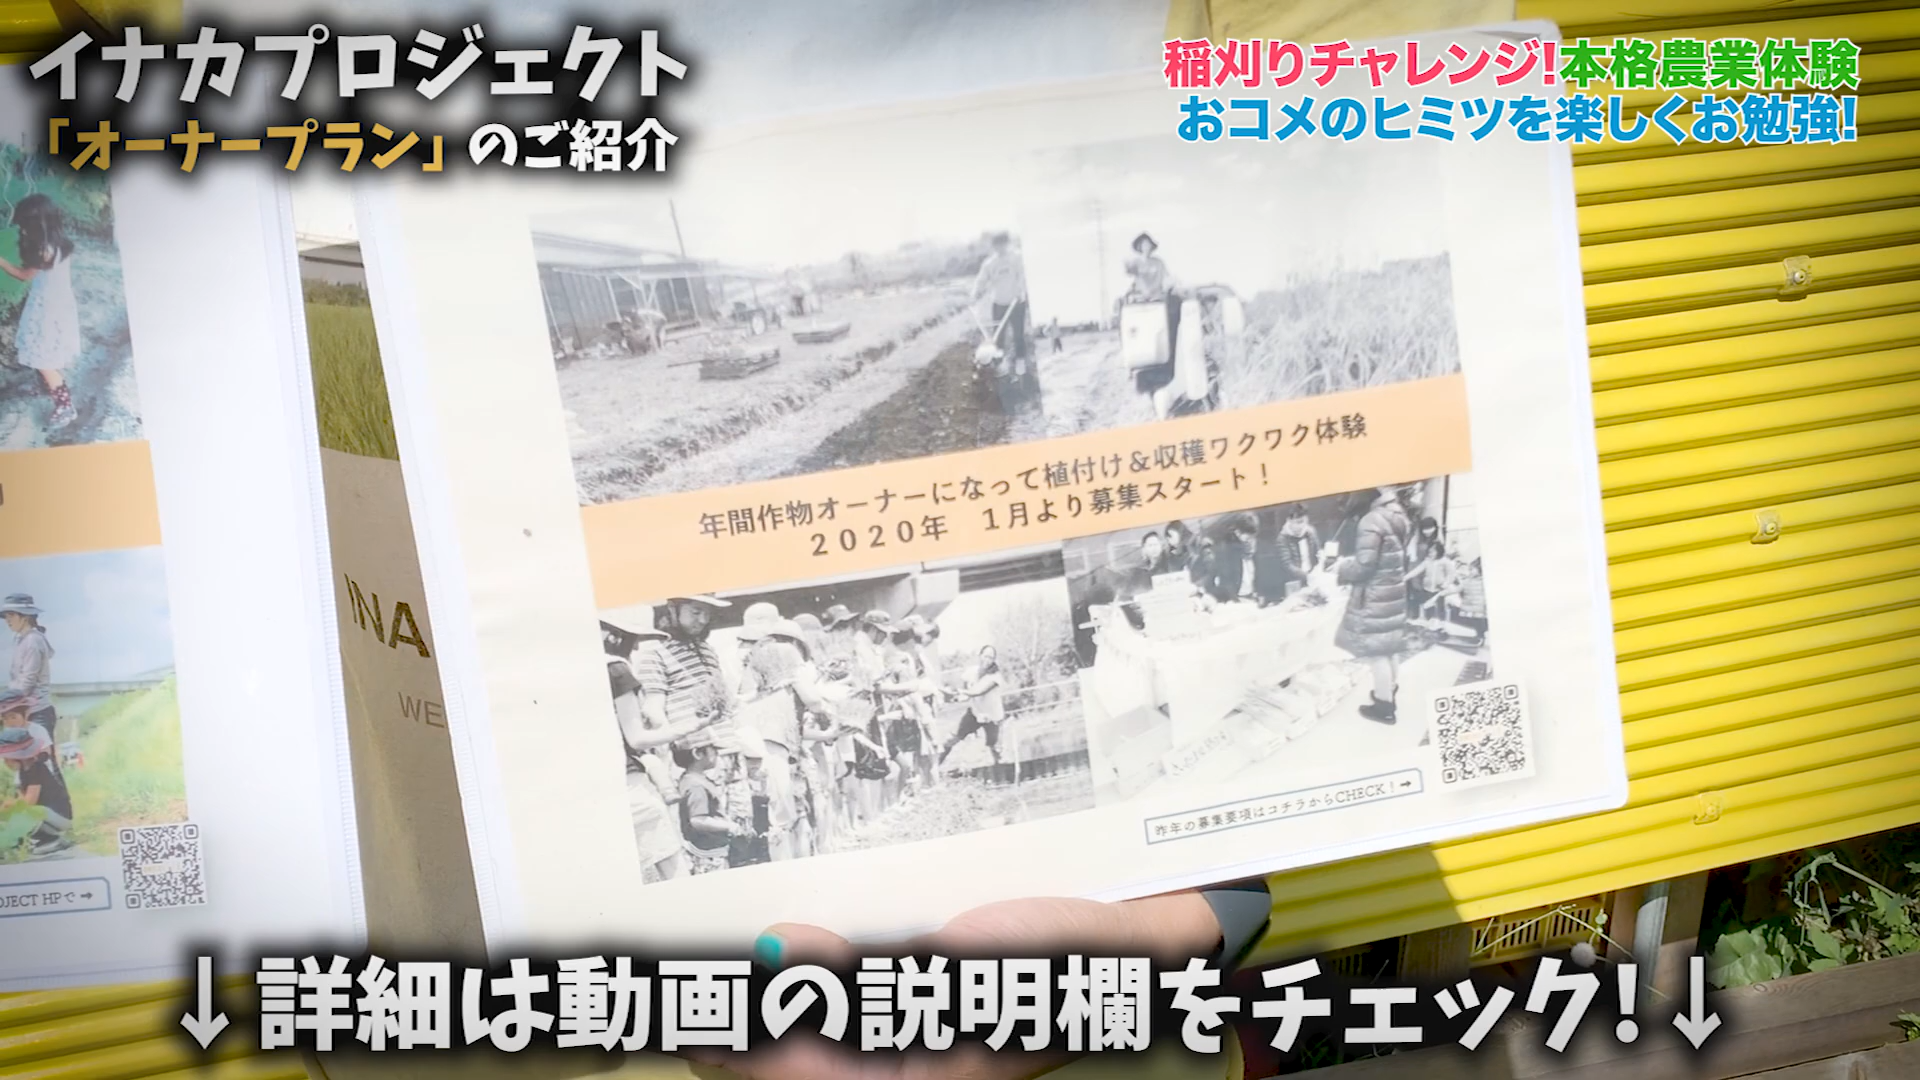 イナカプロジェクト
「オーナープラン」のご紹介
稲刈りチャレンジ!本格農業体験
おコメのヒミツを楽しくお勉強!
年間作物オーナーになって植付け＆収穫ワクワク体験
２０２０年　１月より募集スタート！
INA
WE
昨年の募集要項はコチラからCHECK！→
OJECT HPで→
↓詳細は動画の説明欄をチェック!↓